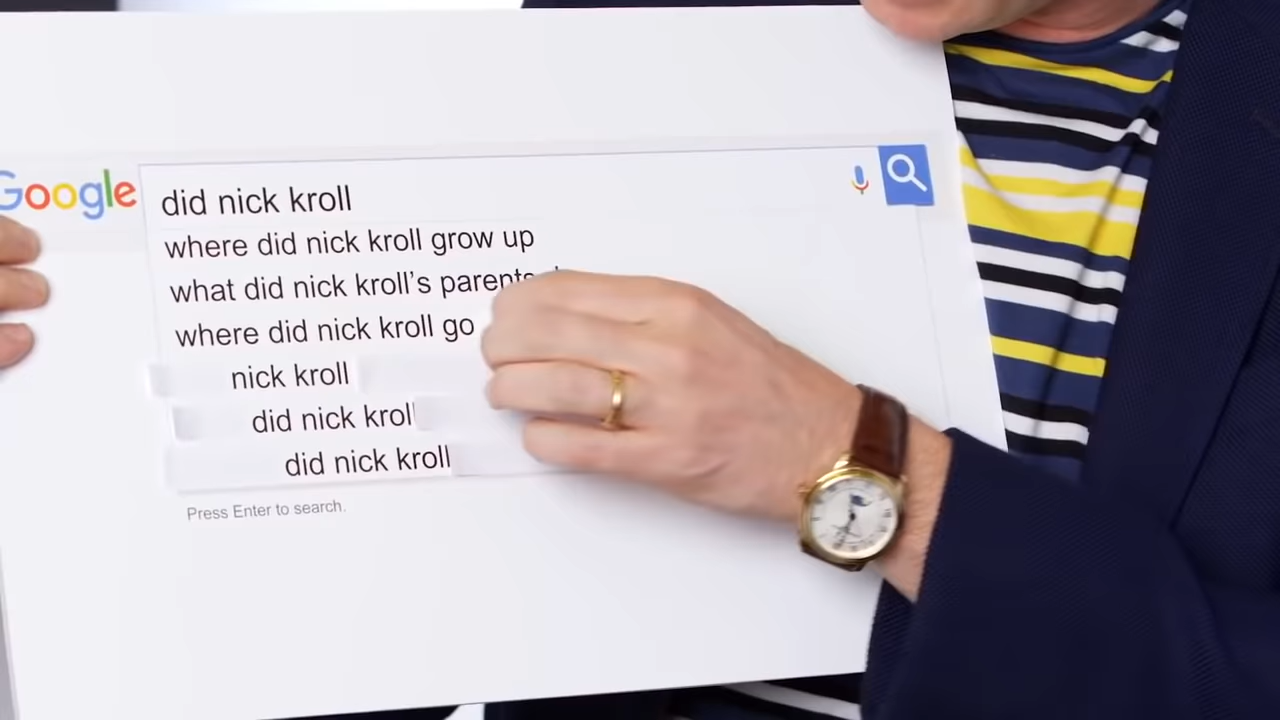 Google
did nick kroll
where did nick kroll grow up
what did nick kroll's parents
where did nick kroll go
nick kroll
did nick kroll
did nick kroll
Press Enter to search.